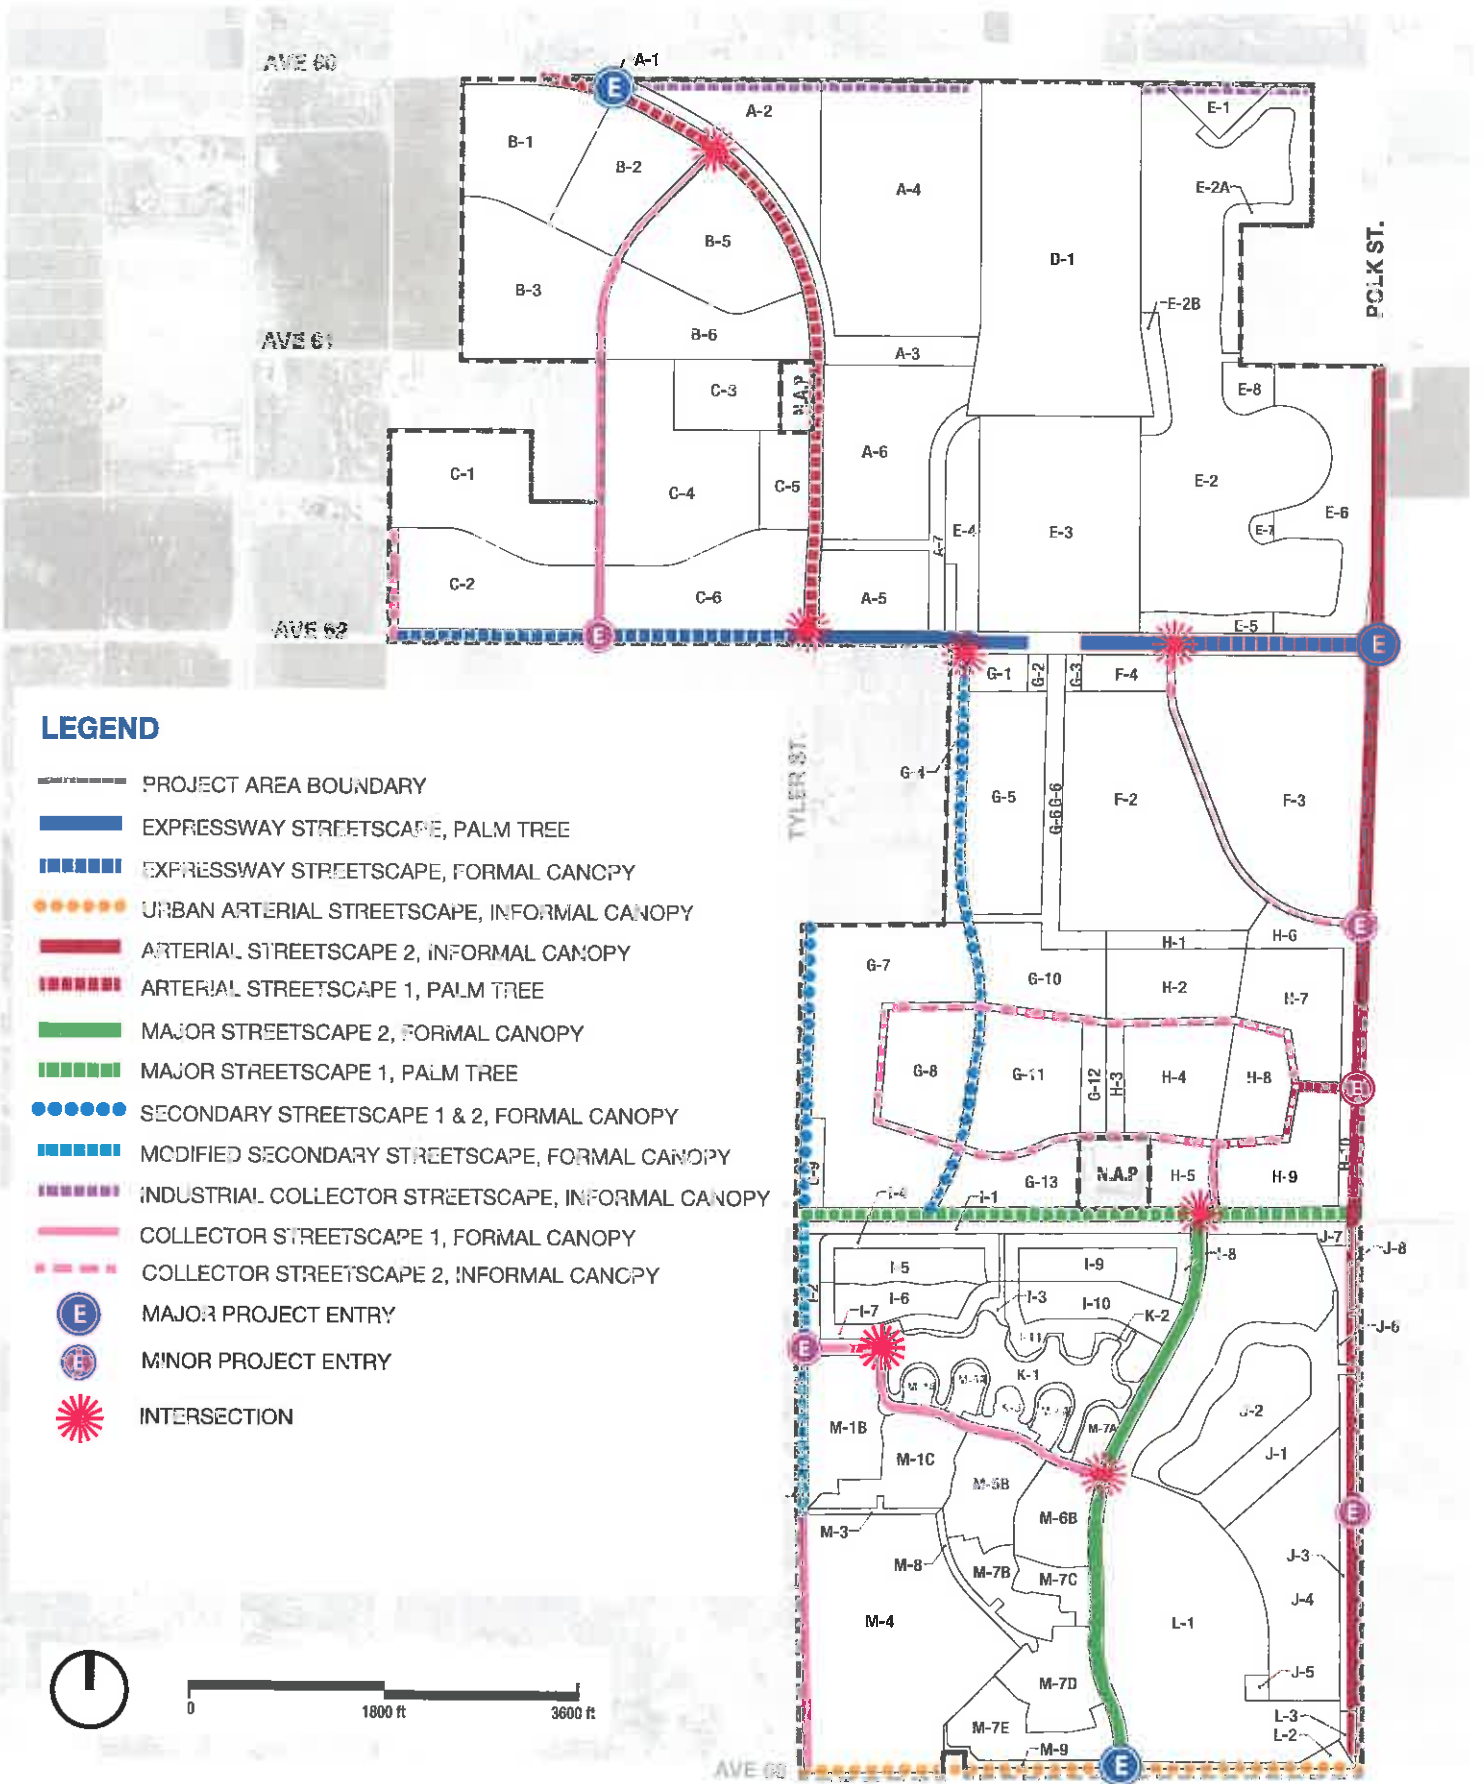 AVE 60
A-1
A-2
E-1
B-1
B-2
A-4
E-2A
B-5
POLK ST.
D-1
B-3
E-2B
B-6
AVE 61
A-3
C-3
N.A.P
E-8
A-6
C-1
C-4
C-5
E-2
E-6
E-4
E-3
E-7
A-7
C-2
C-6
A-5
E-5
AVE 62
E
E
E
G-1
G-2
G-3
F-4
LEGEND
PROJECT AREA BOUNDARY
EXPRESSWAY STREETSCAPE, PALM TREE
EXPRESSWAY STREETSCAPE, FORMAL CANOPY
URBAN ARTERIAL STREETSCAPE, INFORMAL CANOPY
ARTERIAL STREETSCAPE 2, INFORMAL CANOPY
ARTERIAL STREETSCAPE 1, PALM TREE
MAJOR STREETSCAPE 2, FORMAL CANOPY
MAJOR STREETSCAPE 1, PALM TREE
SECONDARY STREETSCAPE 1 & 2, FORMAL CANOPY
MODIFIED SECONDARY STREETSCAPE, FORMAL CANOPY
INDUSTRIAL COLLECTOR STREETSCAPE, INFORMAL CANOPY
COLLECTOR STREETSCAPE 1, FORMAL CANOPY
COLLECTOR STREETSCAPE 2, INFORMAL CANOPY
E MAJOR PROJECT ENTRY
E MINOR PROJECT ENTRY
INTERSECTION
TYLER ST.
G-4
G-5
G-6 G-6
F-2
F-3
E
H-1
H-6
G-7
G-10
H-2
H-7
G-8
G-11
G-12
H-3
H-4
H-8
E
G-13
N.A.P
H-5
H-9
H-10
I-4
I-1
J-7
J-8
I-5
I-9
I-8
I-2
I-6
I-3
I-10
I-7
K-2
J-6
I-11
E
K-1
M-7A
J-2
M-1B
M-1C
J-1
M-5B
M-6B
E
M-3
M-8
M-7B
M-7C
J-3
J-4
M-4
L-1
J-5
M-7D
L-3
L-2
M-7E
M-9
E
0
1800 ft
3600 ft
AVE